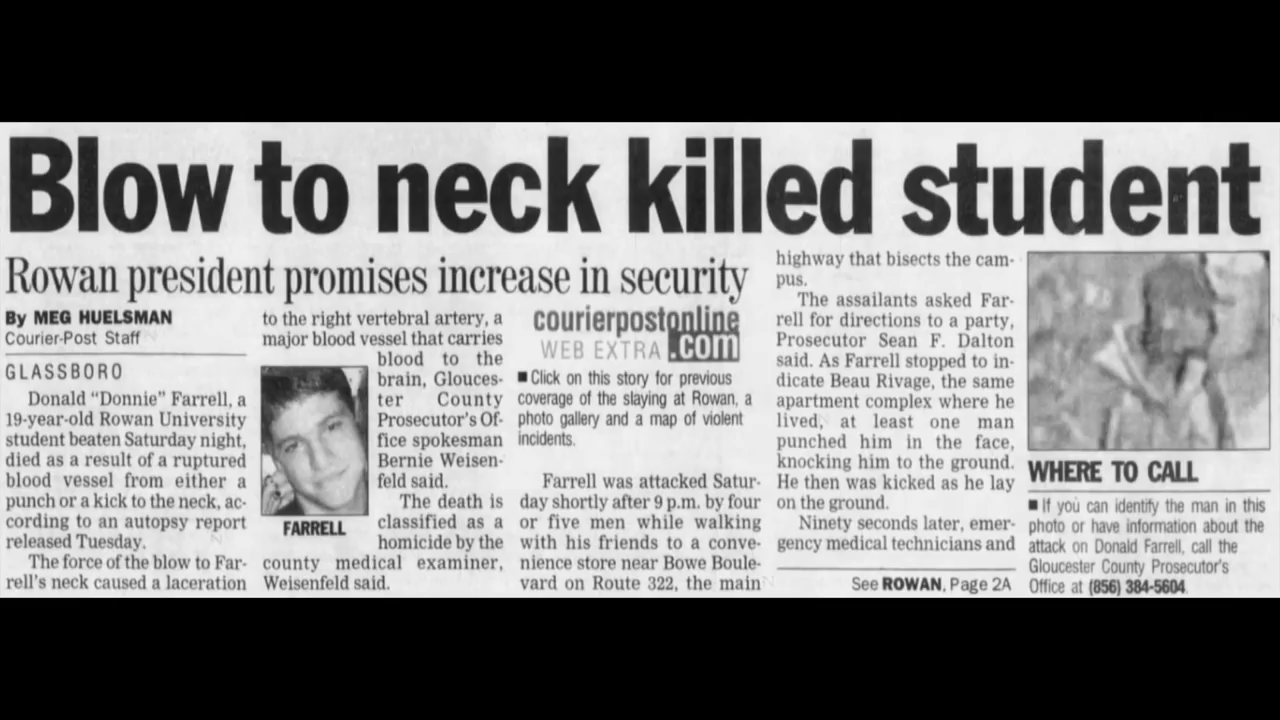 Blow to neck killed student
Rowan president promises increase in security
By MEG HUELSMAN
Courier-Post Staff
GLASSBORO
Donald “Donnie” Farrell, a
19-year-old Rowan University
student beaten Saturday night,
died as a result of a ruptured
blood vessel from either a
punch or a kick to the neck, ac-
cording to an autopsy report
released Tuesday.
The force of the blow to Far-
rell's neck caused a laceration
to the right vertebral artery, a
major blood vessel that carries
blood to the
brain, Glouces-
ter County
Prosecutor's Of-
fice spokesman
Bernie Weisen-
feld said.
The death is
classified as a
homicide by the
county medical examiner,
Weisenfeld said.
FARRELL
courierpostonline
WEB EXTRA .com
■ Click on this story for previous
coverage of the slaying at Rowan, a
photo gallery and a map of violent
incidents.
Farrell was attacked Satur-
day shortly after 9 p.m. by four
or five men while walking
with his friends to a conve-
nience store near Bowe Boule-
vard on Route 322, the main
highway that bisects the cam-
pus.
The assailants asked Far-
rell for directions to a party,
Prosecutor Sean F. Dalton
said. As Farrell stopped to in-
dicate Beau Rivage, the same
apartment complex where he
lived, at least one man
punched him in the face,
knocking him to the ground.
He then was kicked as he lay
on the ground.
Ninety seconds later, emer-
gency medical technicians and
See ROWAN, Page 2A
WHERE TO CALL
■ If you can identify the man in this
photo or have information about the
attack on Donald Farrell, call the
Gloucester County Prosecutor's
Office at (856) 384-5604.